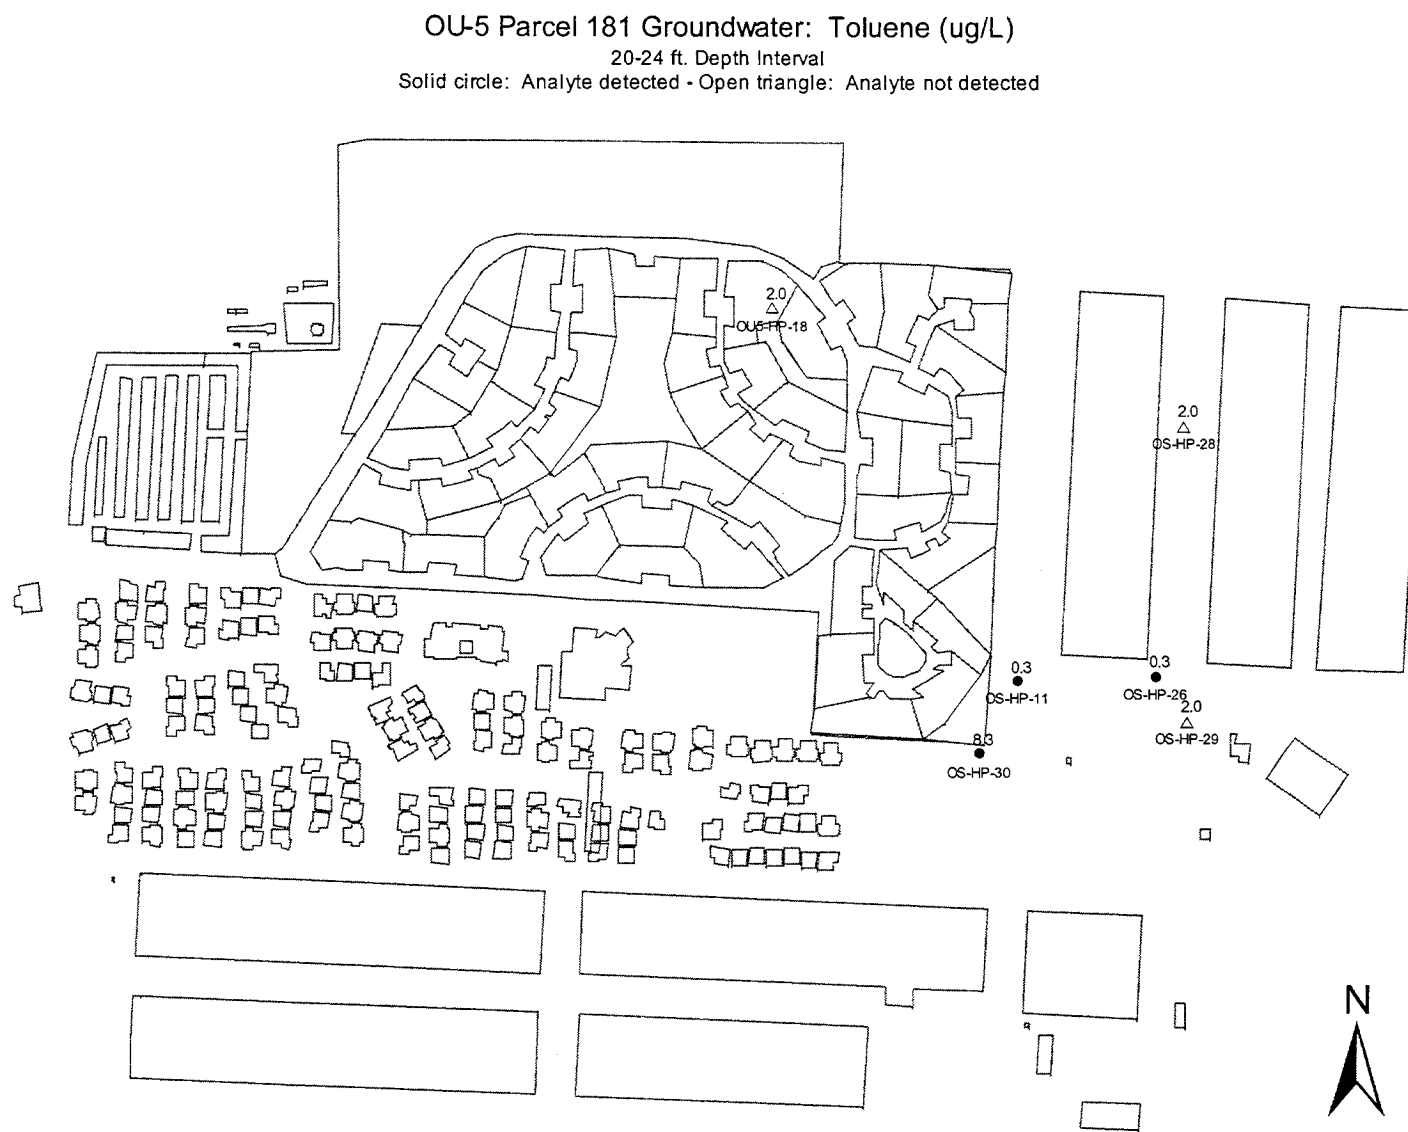 OU-5 Parcel 181 Groundwater: Toluene (ug/L)
20-24 ft. Depth Interval
Solid circle: Analyte detected - Open triangle: Analyte not detected
2.0
OU5-HP-18
2.0
OS-HP-28
0.3
OS-HP-11
0.3
OS-HP-26
2.0
OS-HP-29
8.3
OS-HP-30
N